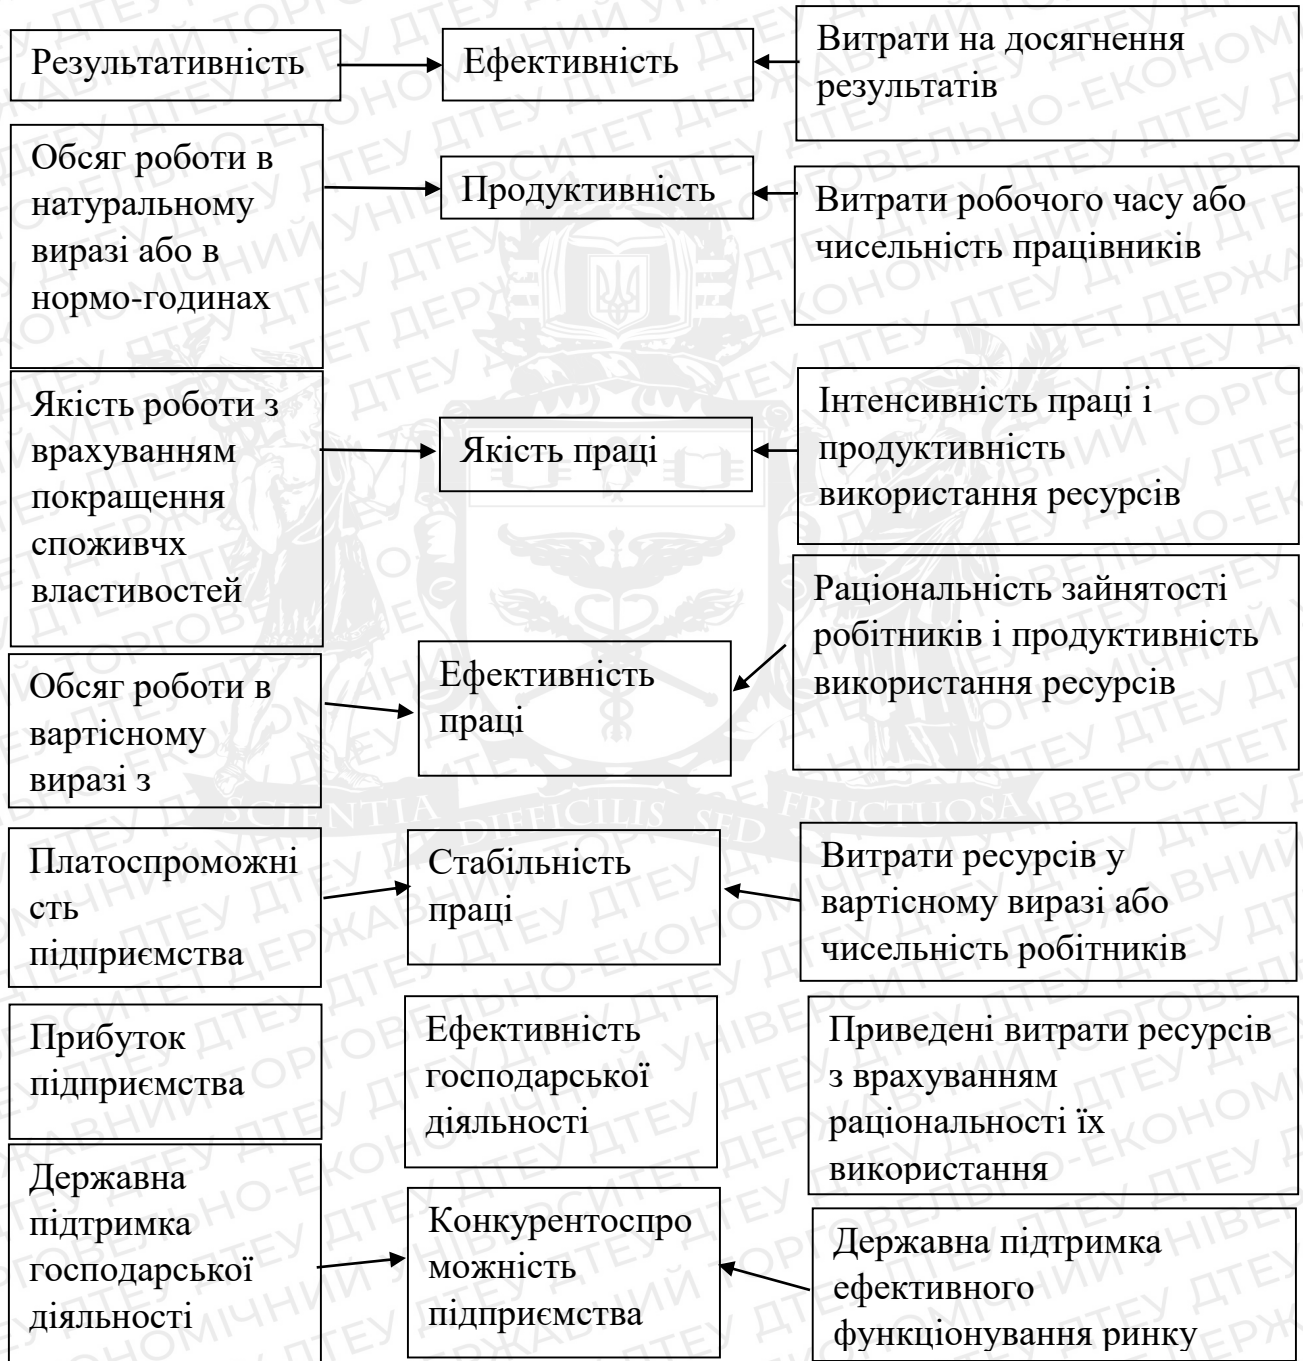 Результативність
Ефективність
Витрати на досягнення
результатів
Обсяг роботи в
натуральному
виразі або в
нормо-годинах
Продуктивність
Витрати робочого часу або
чисельність працівників
Якість роботи з
врахуванням
покращення
споживчх
властивостей
Якість праці
Інтенсивність праці і
продуктивність
використання ресурсів
Обсяг роботи в
вартісному
виразі з
Ефективність
праці
Раціональність зайнятості
робітників і продуктивність
використання ресурсів
Платоспроможні
сть
підприємства
Стабільність
праці
Витрати ресурсів у
вартісному виразі або
чисельність робітників
Прибуток
підприємства
Ефективність
господарської
діяльності
Приведені витрати ресурсів
з врахуванням
раціональності їх
використання
Державна
підтримка
господарської
діяльності
Конкурентоспро
можність
підприємства
Державна підтримка
ефективного
функціонування ринку
SCIENTIA DIFFICILIS SED FRUCTUOSA